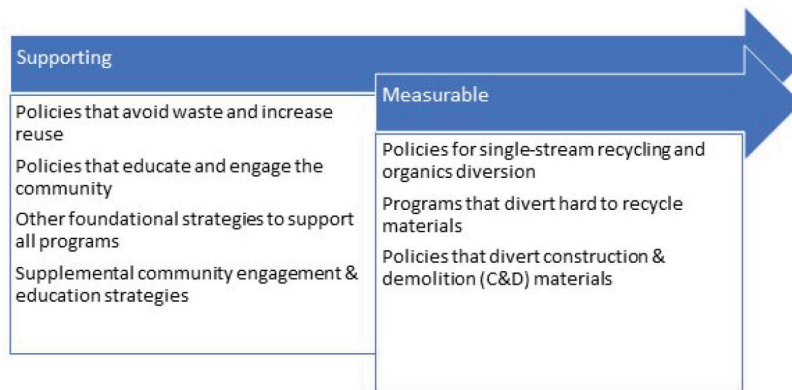 Supporting
Policies that avoid waste and increase
reuse
Policies that educate and engage the
community
Other foundational strategies to support
all programs
Supplemental community engagement &
education strategies
Measurable
Policies for single-stream recycling and
organics diversion
Programs that divert hard to recycle
materials
Policies that divert construction &
demolition (C&D) materials